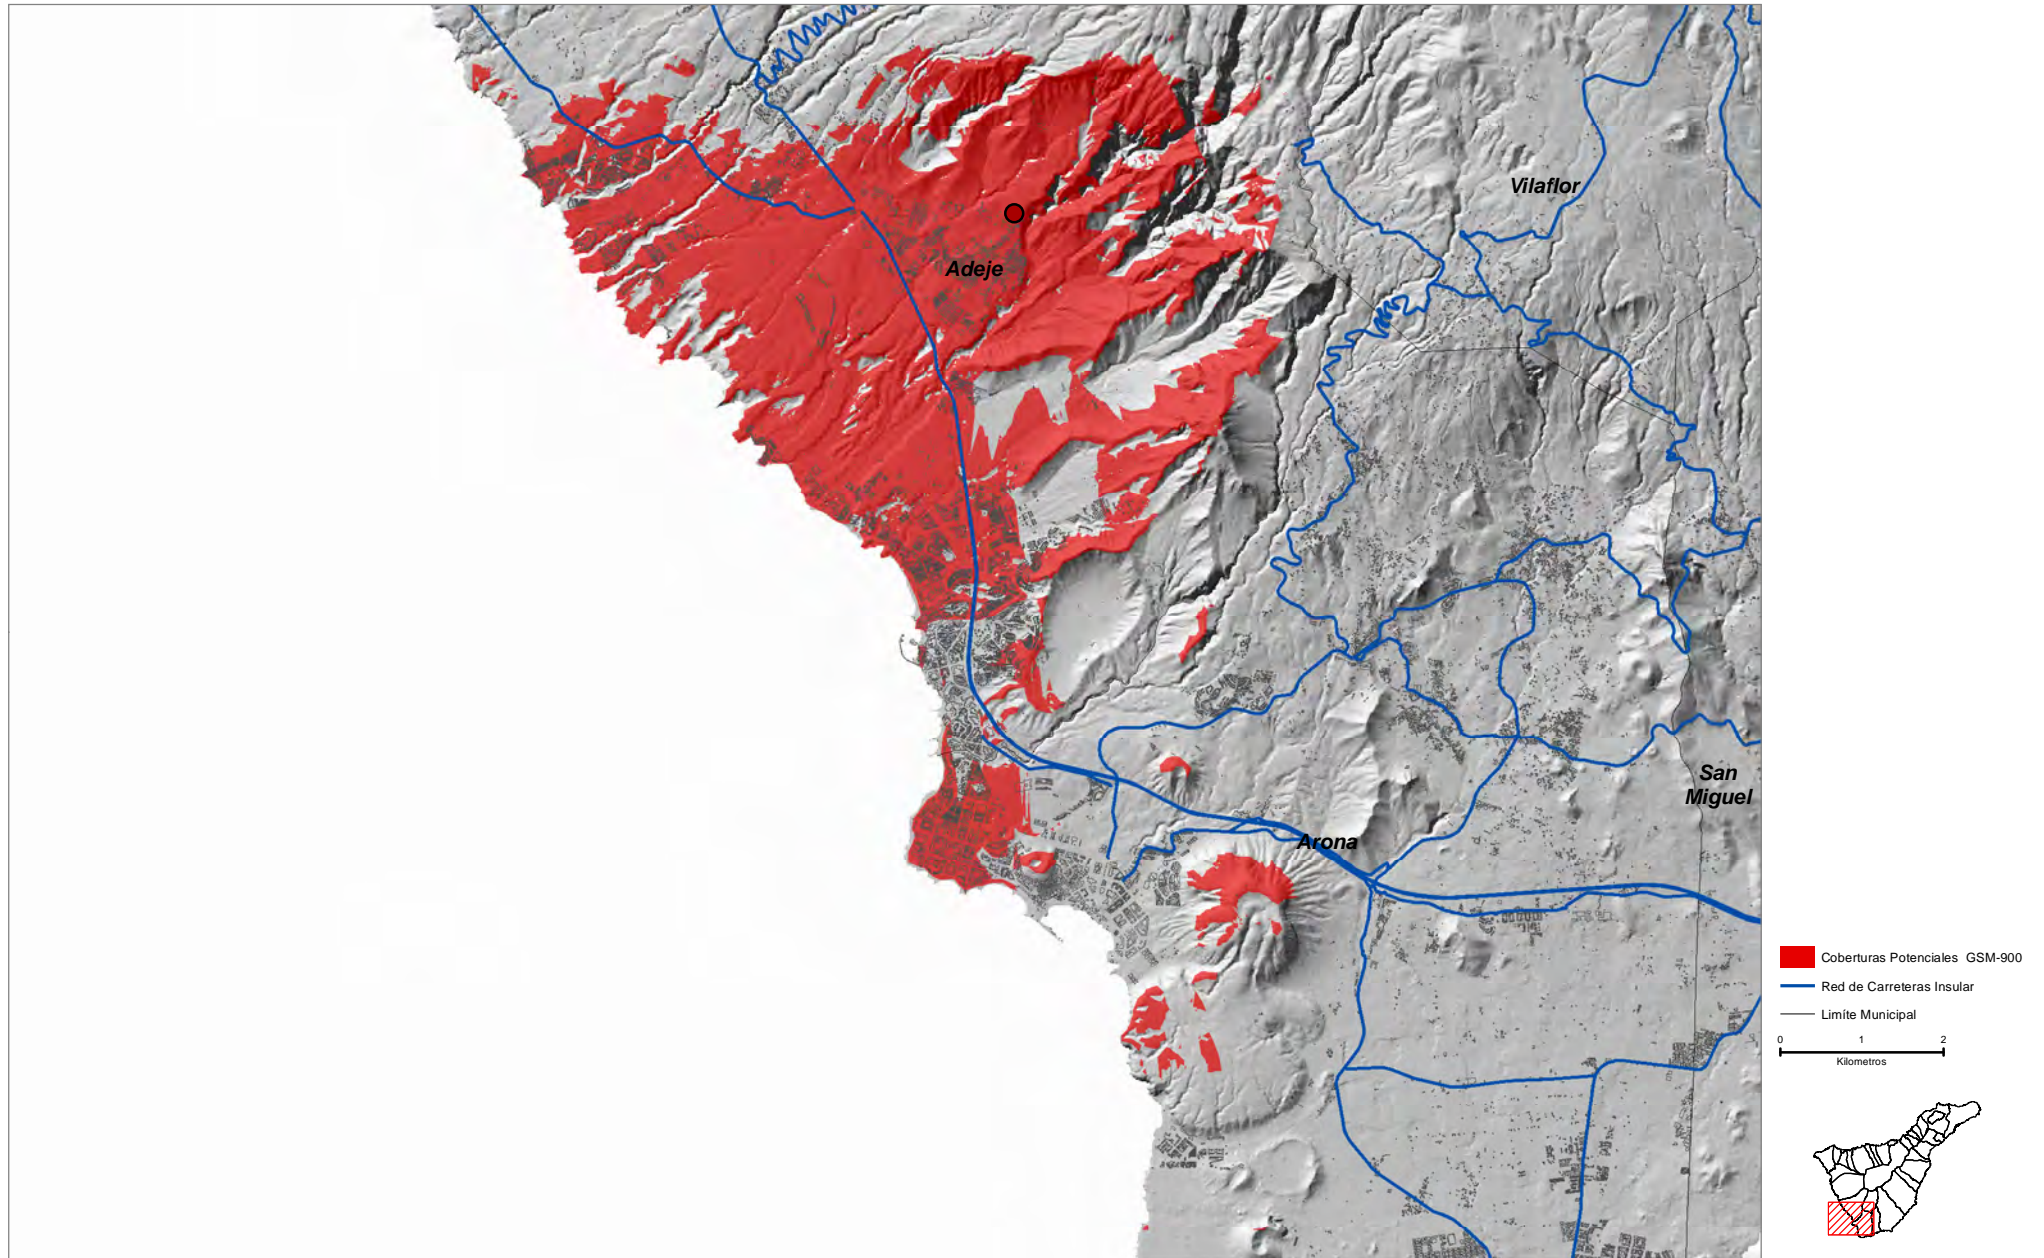 Vilaflor
Adeje
San
Miguel
Arona
Coberturas Potenciales GSM-900
Red de Carreteras Insular
Limíte Municipal
0 1 2
Kilometros